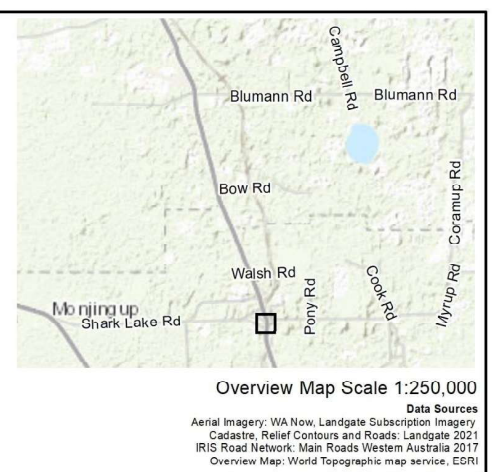 Campbell Rd
Blumann Rd
Blumann Rd
Coramup Rd
Bow Rd
Walsh Rd
Pony Rd
Cook Rd
Myrup Rd
Monjingup
Shark Lake Rd
Overview Map Scale 1:250,000
Data Sources
Aerial Imagery: WA Now, Landgate Subscription Imagery
Cadastre, Relief Contours and Roads: Landgate 2021
IRIS Road Network: Main Roads Western Australia 2017
Overview Map: World Topographic map service, ESRI